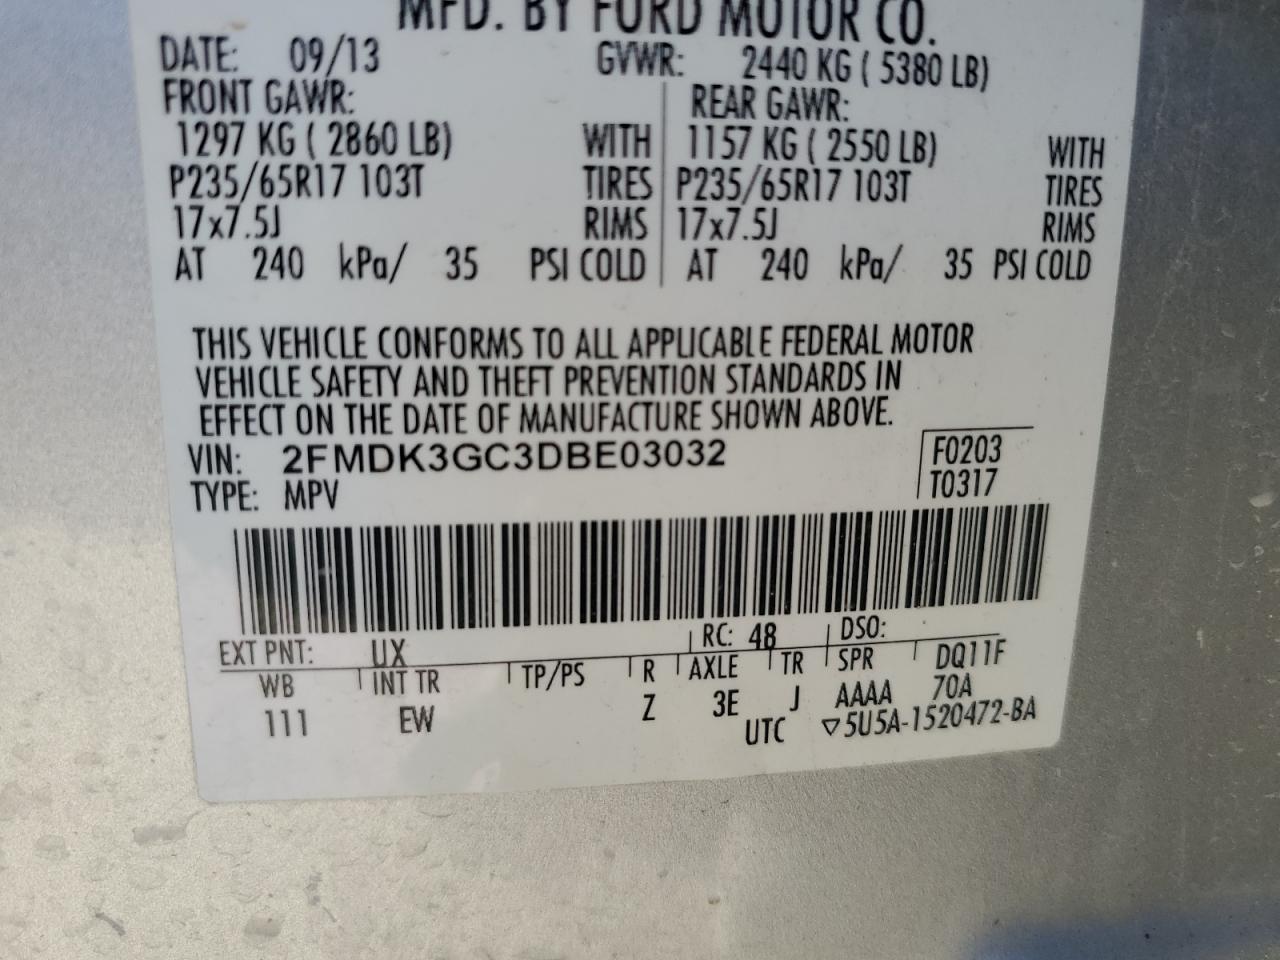 MFD. BY FORD MOTOR CO.
DATE: 09/13 GVWR: 2440 KG ( 5380 LB)
FRONT GAWR: REAR GAWR:
1297 KG ( 2860 LB) WITH 1157 KG ( 2550 LB) WITH
P235/65R17 103T TIRES P235/65R17 103T TIRES
17x7.5J RIMS 17x7.5J RIMS
AT 240 kPa/ 35 PSI COLD AT 240 kPa/ 35 PSI COLD
THIS VEHICLE CONFORMS TO ALL APPLICABLE FEDERAL MOTOR
VEHICLE SAFETY AND THEFT PREVENTION STANDARDS IN
EFFECT ON THE DATE OF MANUFACTURE SHOWN ABOVE.
VIN: 2FMDK3GC3DBE03032 F0203
TYPE: MPV T0317
EXT PNT: UX RC: 48 DSO:
WB INT TR TP/PS R AXLE TR SPR DQ11F
111 EW Z 3E J AAAA 70A
UTC ▽5U5A-1520472-BA